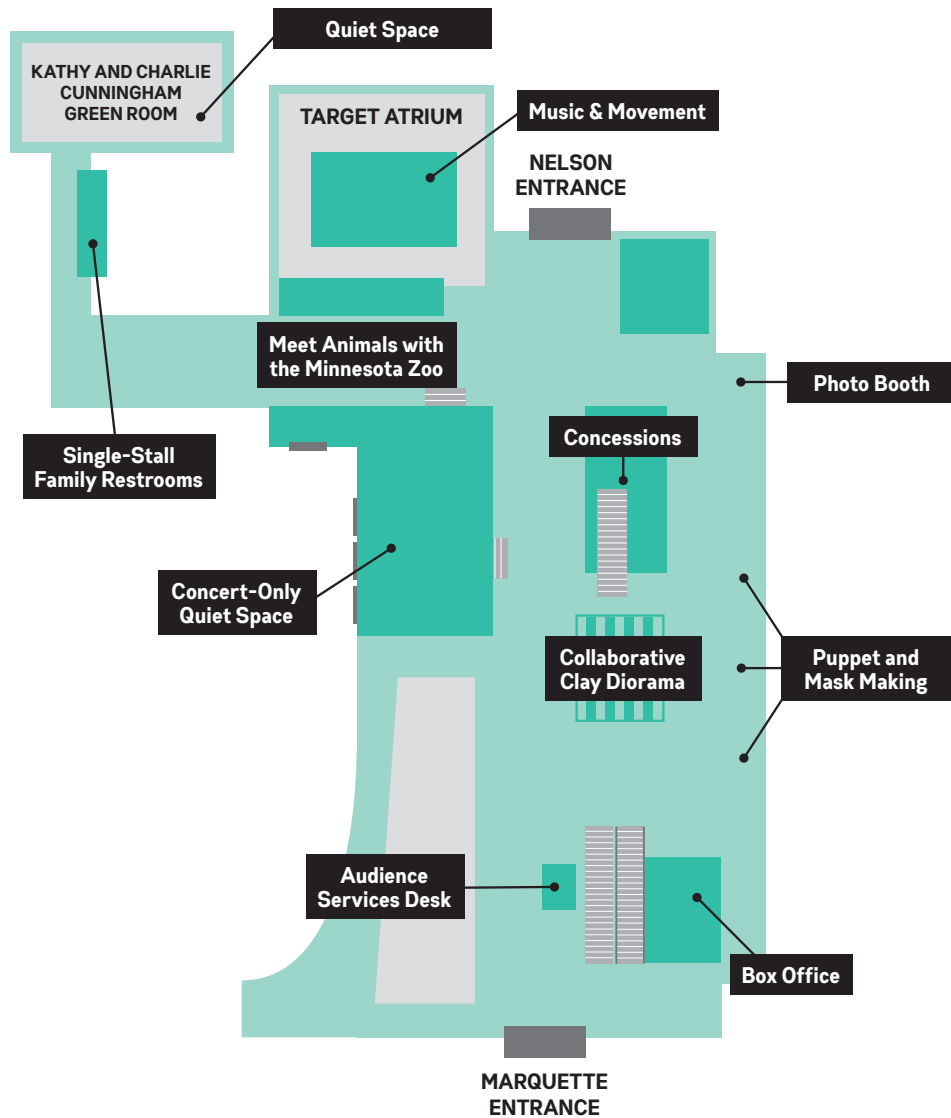 Quiet Space
KATHY AND CHARLIE
CUNNINGHAM
GREEN ROOM
TARGET ATRIUM
Music & Movement
NELSON
ENTRANCE
Meet Animals with
the Minnesota Zoo
Photo Booth
Single-Stall
Family Restrooms
Concessions
Concert-Only
Quiet Space
Collaborative
Clay Diorama
Puppet and
Mask Making
Audience
Services Desk
Box Office
MARQUETTE
ENTRANCE